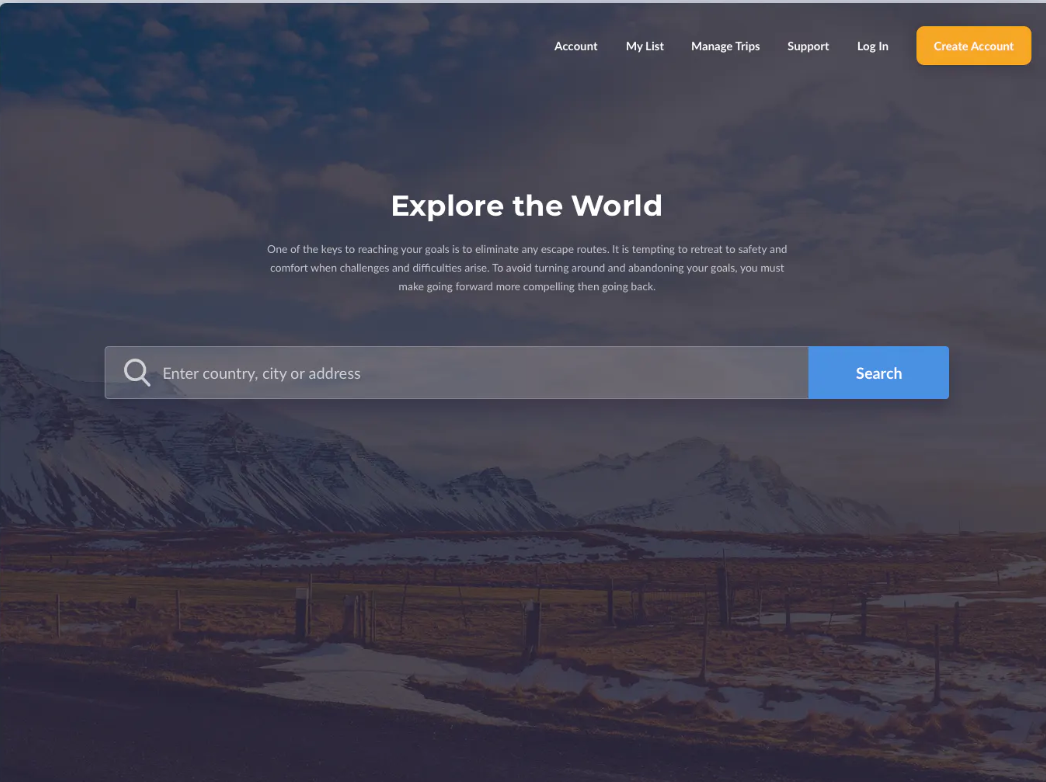 Account My List Manage Trips Support Log In Create Account
Explore the World
One of the keys to reaching your goals is to eliminate any escape routes. It is tempting to retreat to safety and
comfort when challenges and difficulties arise. To avoid turning around and abandoning your goals, you must
make going forward more compelling then going back.
Enter country, city or address Search